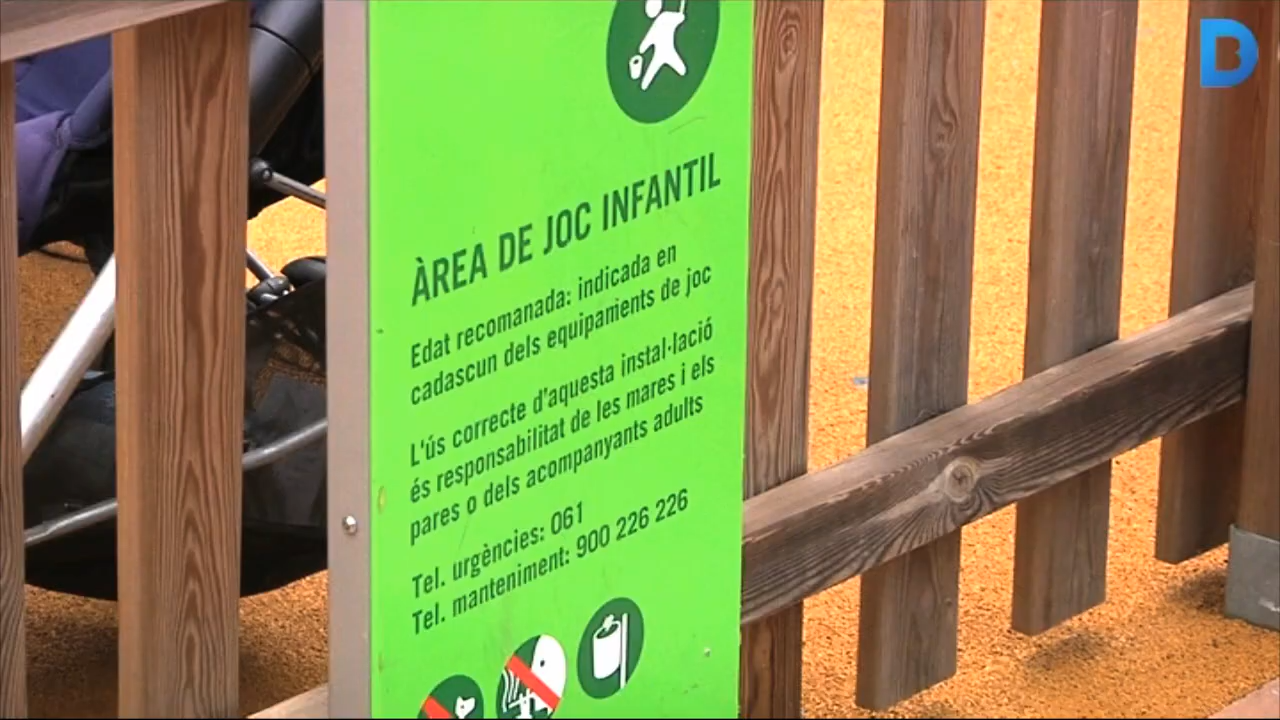 ÀREA DE JOC INFANTIL
Edat recomanada: indicada en
cadascun dels equipaments de joc
L'ús correcte d'aquesta instal·lació
és responsabilitat de les mares i els
pares o dels acompanyants adults
Tel. urgències: 061
Tel. manteniment: 900 226 226